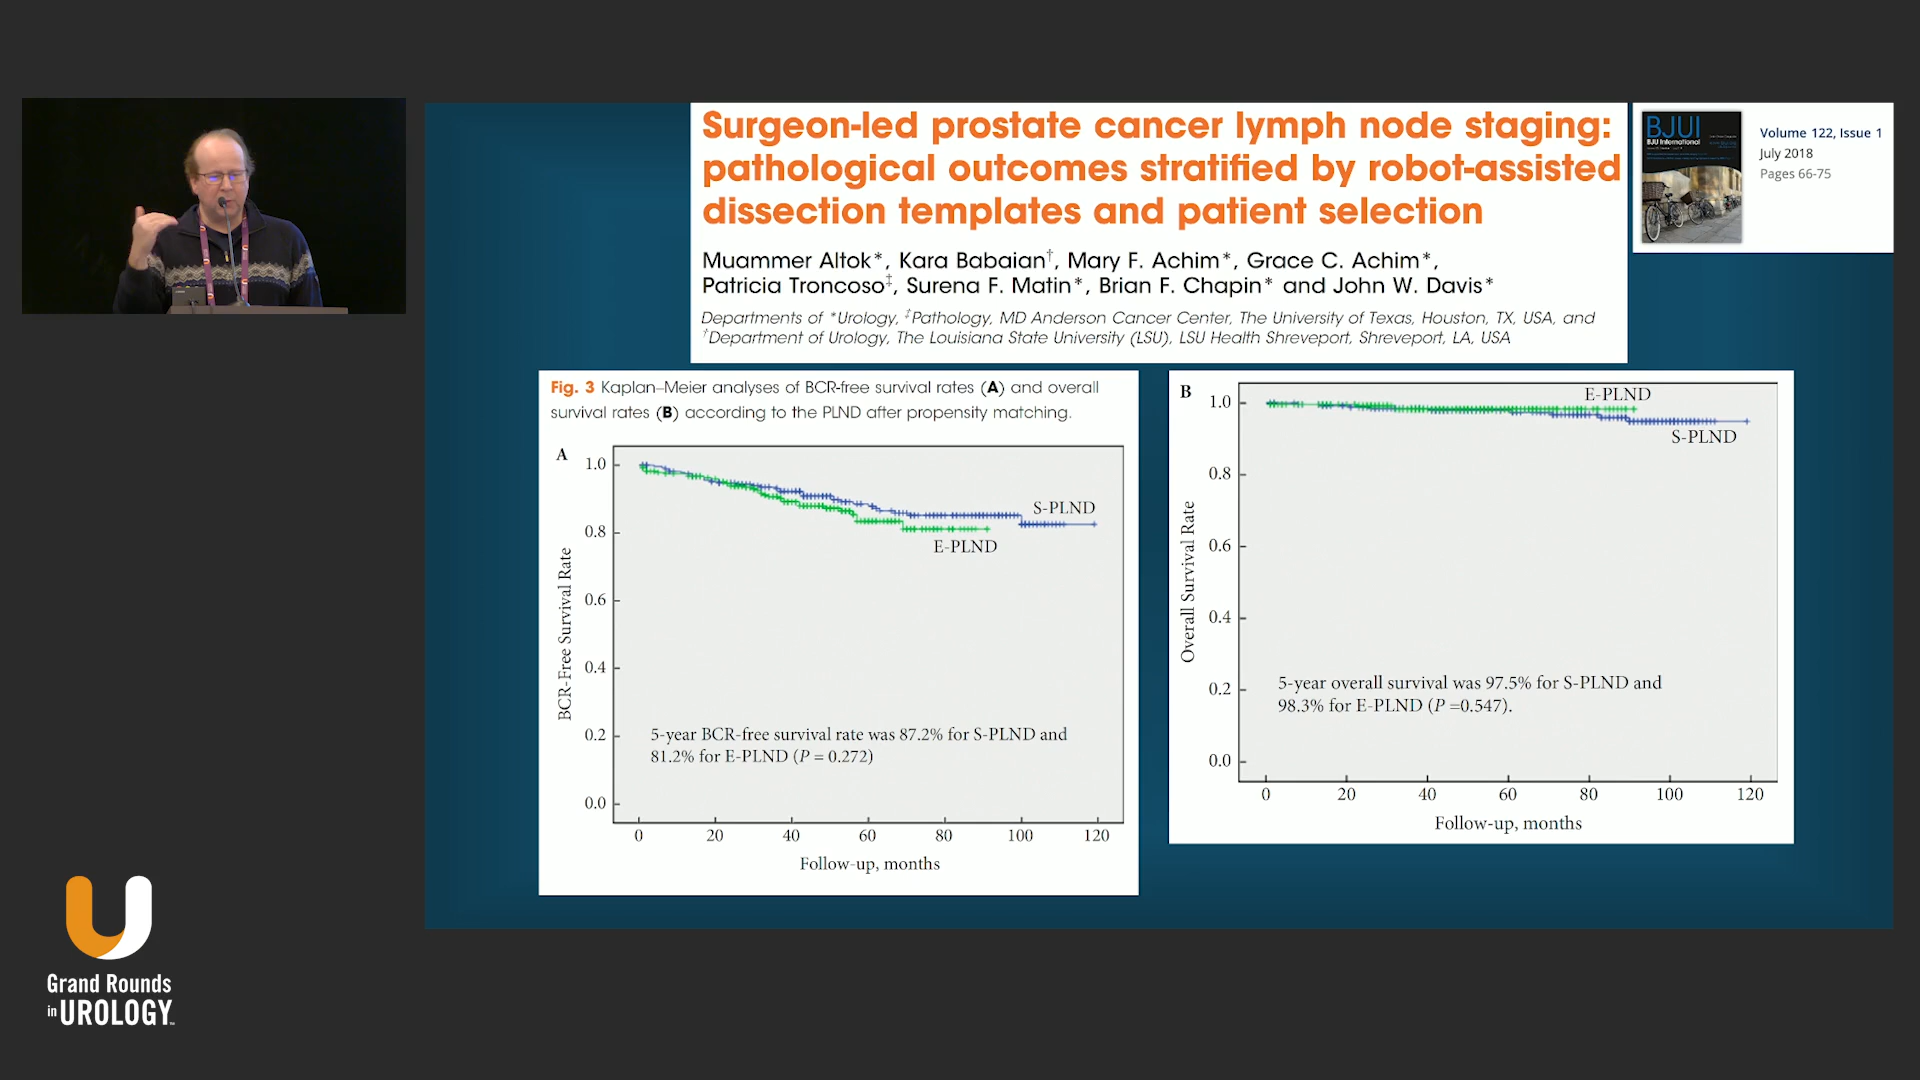 Surgeon-led prostate cancer lymph node staging:
pathological outcomes stratified by robot-assisted
dissection templates and patient selection
Muammer Altok*, Kara Babaian†, Mary F. Achim*, Grace C. Achim*,
Patricia Troncoso‡, Surena F. Matin*, Brian F. Chapin* and John W. Davis*
Departments of *Urology, ‡Pathology, MD Anderson Cancer Center, The University of Texas, Houston, TX, USA, and
†Department of Urology, The Louisiana State University (LSU), LSU Health Shreveport, Shreveport, LA, USA
BJUI
BJU International
Volume 122, Issue 1
July 2018
Pages 66-75
Fig. 3 Kaplan–Meier analyses of BCR-free survival rates (A) and overall
survival rates (B) according to the PLND after propensity matching.
A
1.0
0.8
0.6
0.4
0.2
0.0
BCR-Free Survival Rate
S-PLND
E-PLND
5-year BCR-free survival rate was 87.2% for S-PLND and
81.2% for E-PLND (P = 0.272)
0 20 40 60 80 100 120
Follow-up, months
B
1.0
0.8
0.6
0.4
0.2
0.0
Overall Survival Rate
E-PLND
S-PLND
5-year overall survival was 97.5% for S-PLND and
98.3% for E-PLND (P =0.547).
0 20 40 60 80 100 120
Follow-up, months
Grand Rounds
in UROLOGY